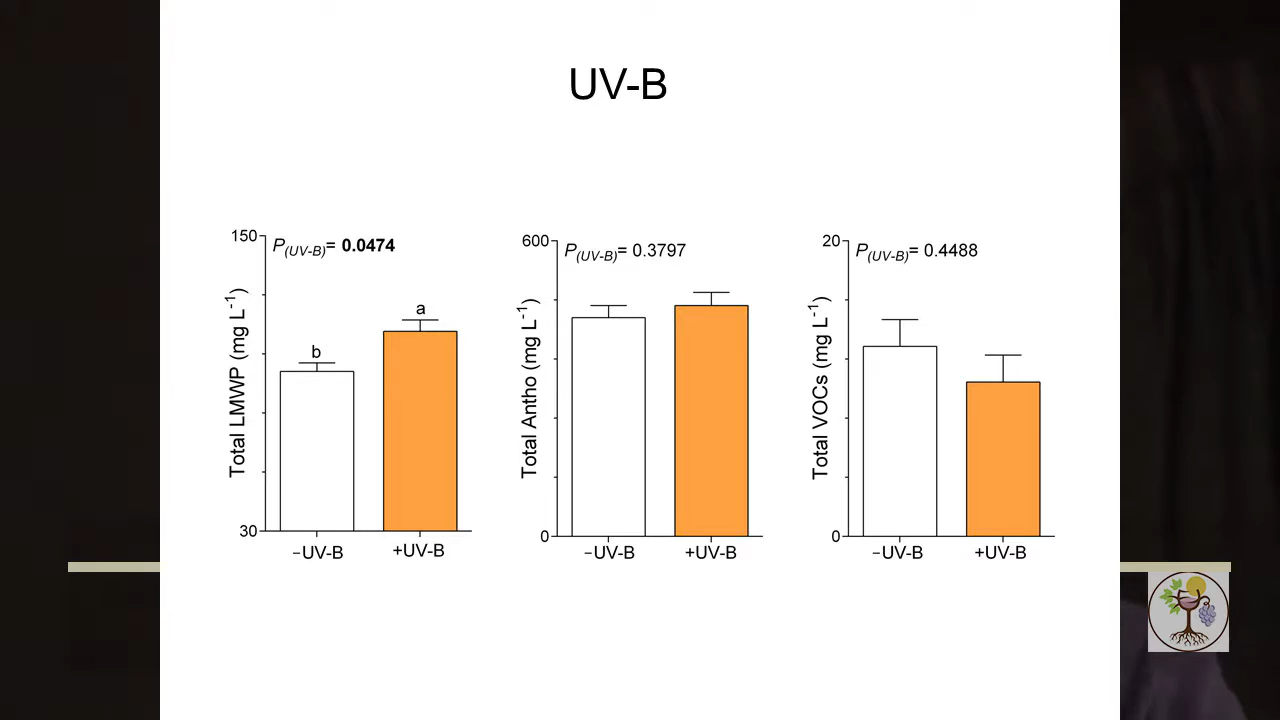 UV-B
150
P(UV-B)= 0.0474
a
b
Total LMWP (mg L⁻¹)
30
−UV-B
+UV-B
600
P(UV-B)= 0.3797
Total Antho (mg L⁻¹)
0
−UV-B
+UV-B
20
P(UV-B)= 0.4488
Total VOCs (mg L⁻¹)
0
−UV-B
+UV-B